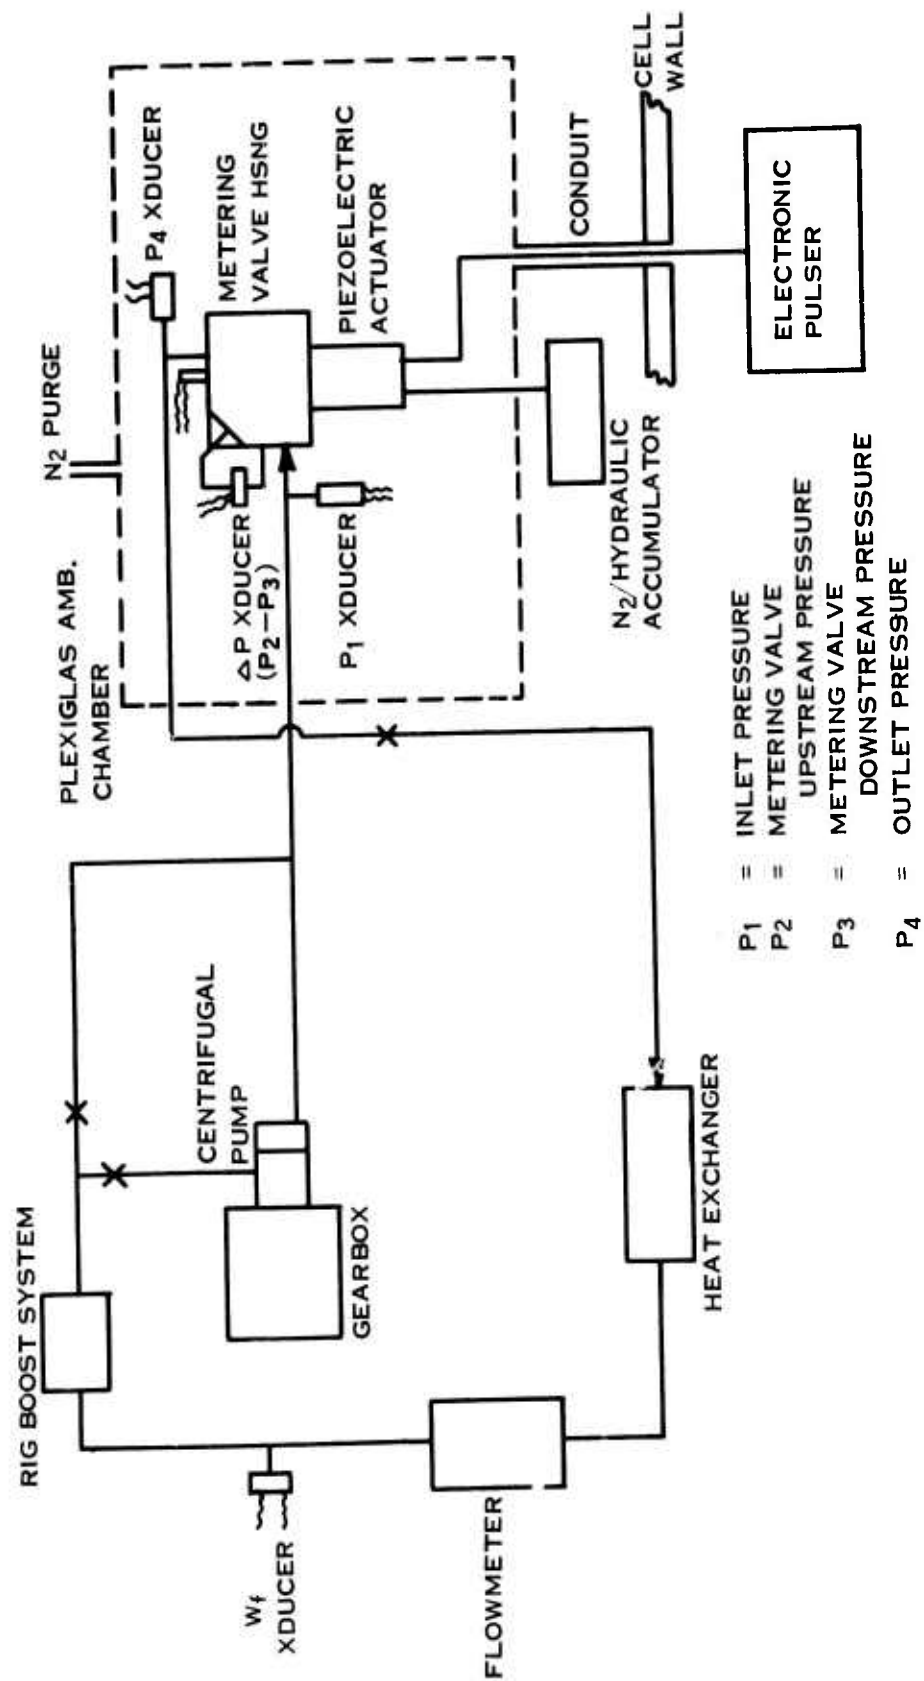 PLEXIGLAS AMB.
CHAMBER
N2 PURGE
P4 XDUCER
METERING
VALVE HSNG
PIEZOELECTRIC
ACTUATOR
△P XDUCER
(P2–P3)
P1 XDUCER
CONDUIT
CELL
WALL
N2/HYDRAULIC
ACCUMULATOR
ELECTRONIC
PULSER
RIG BOOST SYSTEM
CENTRIFUGAL
PUMP
GEARBOX
Wf
XDUCER
FLOWMETER
HEAT EXCHANGER
P1 = INLET PRESSURE
P2 = METERING VALVE
UPSTREAM PRESSURE
P3 = METERING VALVE
DOWNSTREAM PRESSURE
P4 = OUTLET PRESSURE